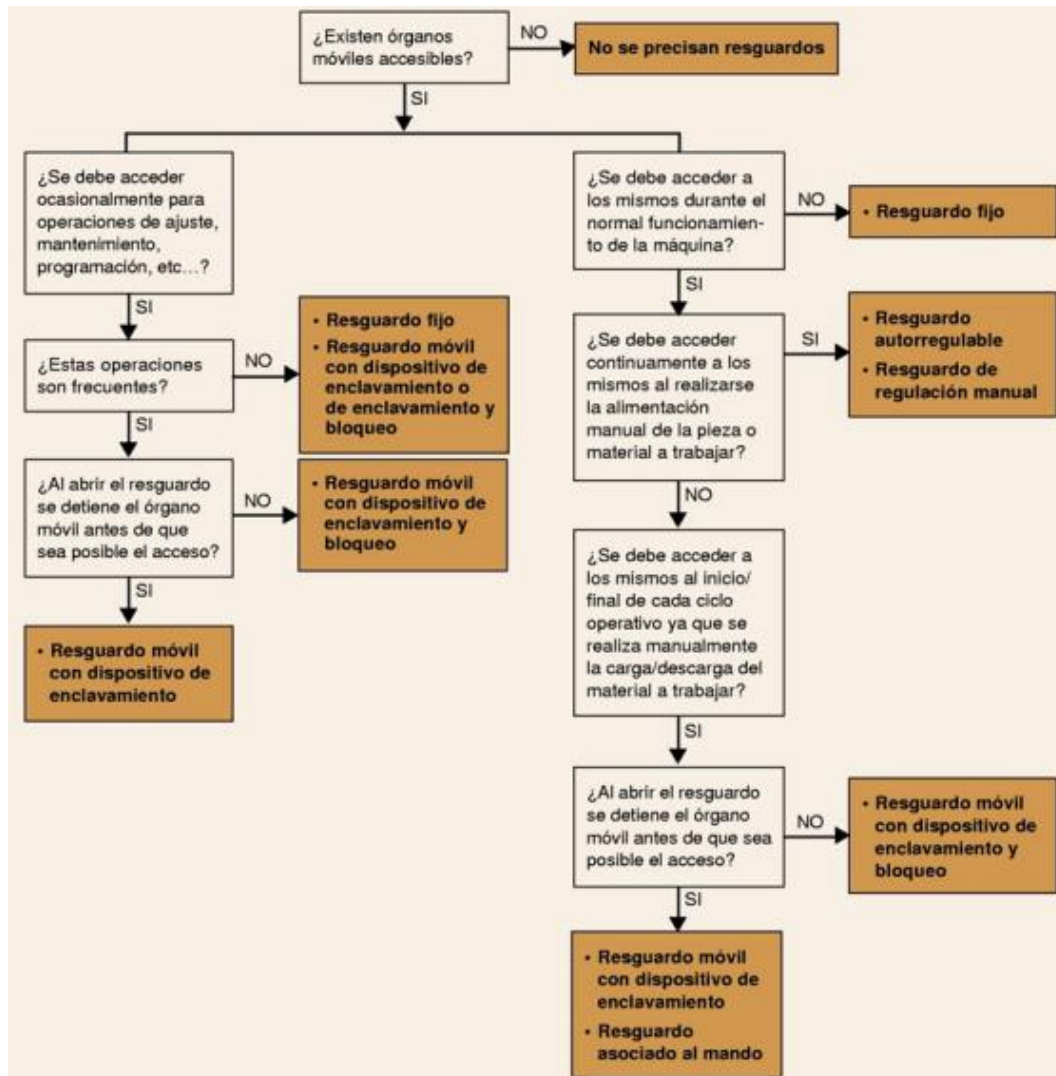 ¿Existen órganos
móviles accesibles?
NO
No se precisan resguardos
SI
¿Se debe acceder
ocasionalmente para
operaciones de ajuste,
mantenimiento,
programación, etc...?
SI
¿Estas operaciones
son frecuentes?
NO
• Resguardo fijo
• Resguardo móvil
con dispositivo de
enclavamiento o
de enclavamiento y
bloqueo
SI
¿Al abrir el resguardo
se detiene el órgano
móvil antes de que
sea posible el acceso?
NO
• Resguardo móvil
con dispositivo de
enclavamiento y
bloqueo
SI
• Resguardo móvil
con dispositivo de
enclavamiento
¿Se debe acceder a
los mismos durante el
normal funcionamien-
to de la máquina?
NO
• Resguardo fijo
SI
¿Se debe acceder
continuamente a los
mismos al realizarse
la alimentación
manual de la pieza o
material a trabajar?
SI
• Resguardo
autorregulable
• Resguardo de
regulación manual
NO
¿Se debe acceder a
los mismos al inicio/
final de cada ciclo
operativo ya que se
realiza manualmente
la carga/descarga del
material a trabajar?
SI
¿Al abrir el resguardo
se detiene el órgano
móvil antes de que sea
posible el acceso?
NO
• Resguardo móvil
con dispositivo de
enclavamiento y
bloqueo
SI
• Resguardo móvil
con dispositivo de
enclavamiento
• Resguardo
asociado al mando